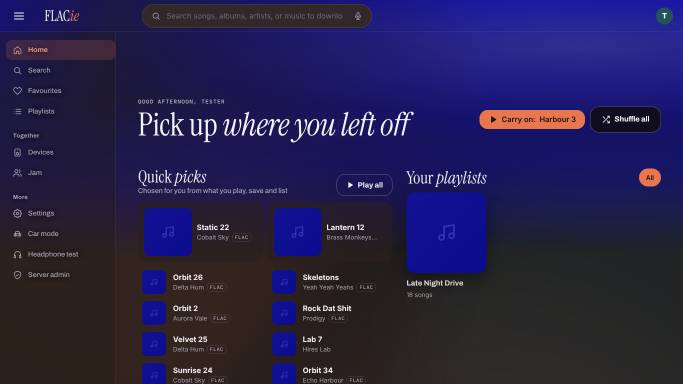 FLACie
Search songs, albums, artists, or music to downlo
T
Home
Search
Favourites
Playlists
Together
Devices
Jam
More
Settings
Car mode
Headphone test
Server admin
GOOD AFTERNOON, TESTER
Pick up where you left off
Carry on: Harbour 3
Shuffle all
Quick picks
Chosen for you from what you play, save and list
Play all
Static 22
Cobalt Sky FLAC
Lantern 12
Brass Monkeys...
Orbit 26
Delta Hum FLAC
Skeletons
Yeah Yeah Yeahs FLAC
Orbit 2
Aurora Vale FLAC
Rock Dat Shit
Prodigy FLAC
Velvet 25
Delta Hum FLAC
Lab 7
Hires Lab
Sunrise 24
Cobalt Sky FLAC
Orbit 34
Echo Harbour FLAC
Your playlists
All
Late Night Drive
18 songs